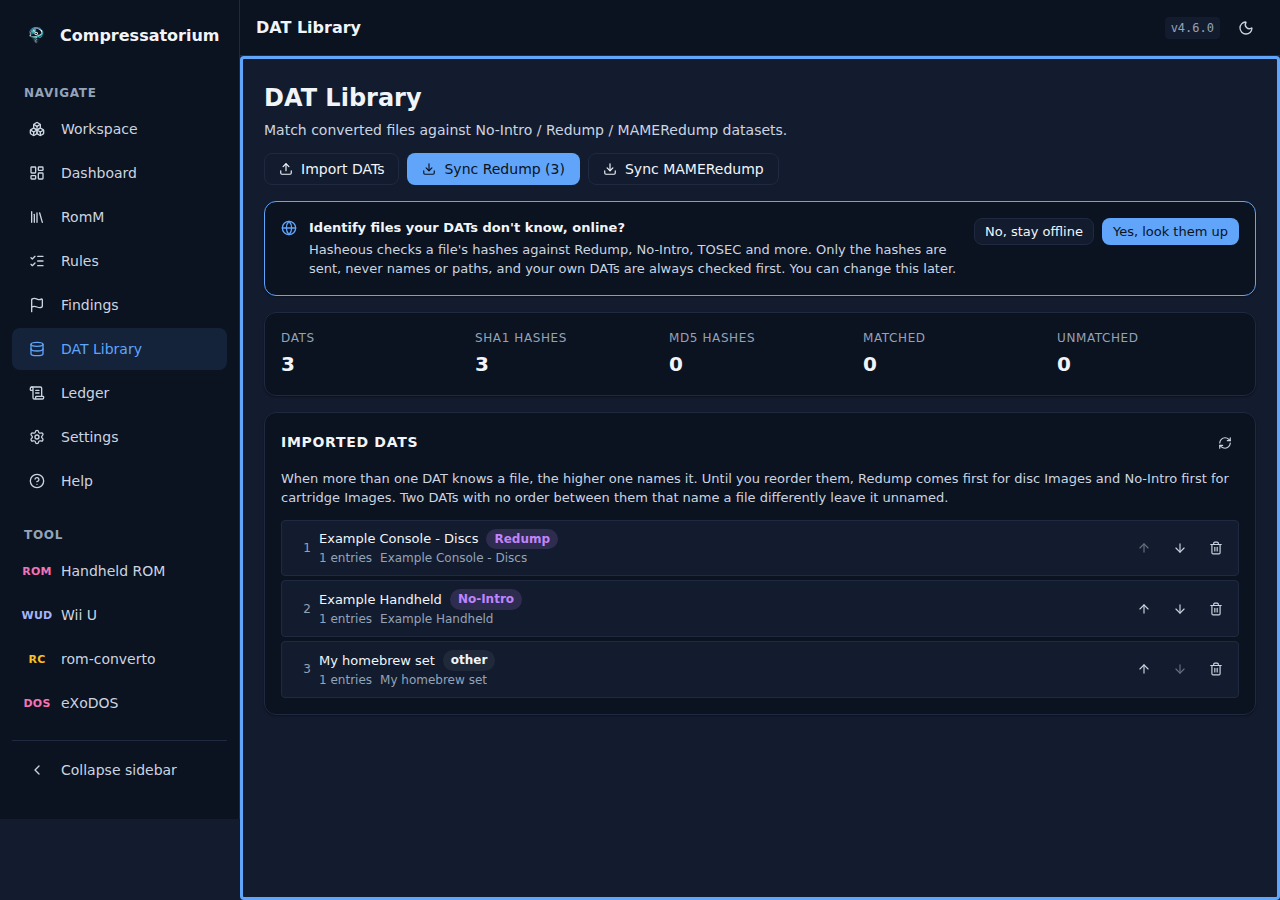 Compressatorium
DAT Library
v4.6.0
NAVIGATE
Workspace
Dashboard
RomM
Rules
Findings
DAT Library
Ledger
Settings
Help
TOOL
ROM Handheld ROM
WUD Wii U
RC rom-converto
DOS eXoDOS
Collapse sidebar
DAT Library
Match converted files against No-Intro / Redump / MAMERedump datasets.
Import DATs
Sync Redump (3)
Sync MAMERedump
Identify files your DATs don't know, online?
Hasheous checks a file's hashes against Redump, No-Intro, TOSEC and more. Only the hashes are
sent, never names or paths, and your own DATs are always checked first. You can change this later.
No, stay offline
Yes, look them up
DATS
3
SHA1 HASHES
3
MD5 HASHES
0
MATCHED
0
UNMATCHED
0
IMPORTED DATS
When more than one DAT knows a file, the higher one names it. Until you reorder them, Redump comes first for disc Images and No-Intro first for
cartridge Images. Two DATs with no order between them that name a file differently leave it unnamed.
1
Example Console - Discs Redump
1 entries Example Console - Discs
2
Example Handheld No-Intro
1 entries Example Handheld
3
My homebrew set other
1 entries My homebrew set